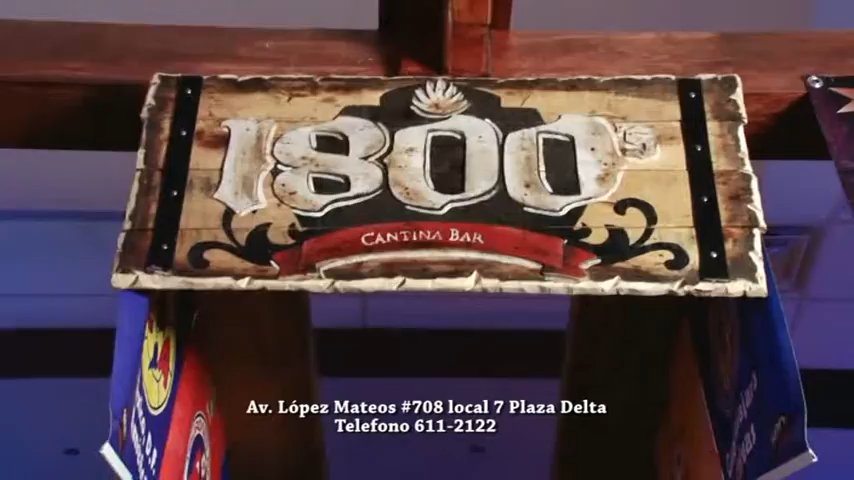 1800's
CANTINA BAR
Av. López Mateos #708 local 7 Plaza Delta
Telefono 611-2122